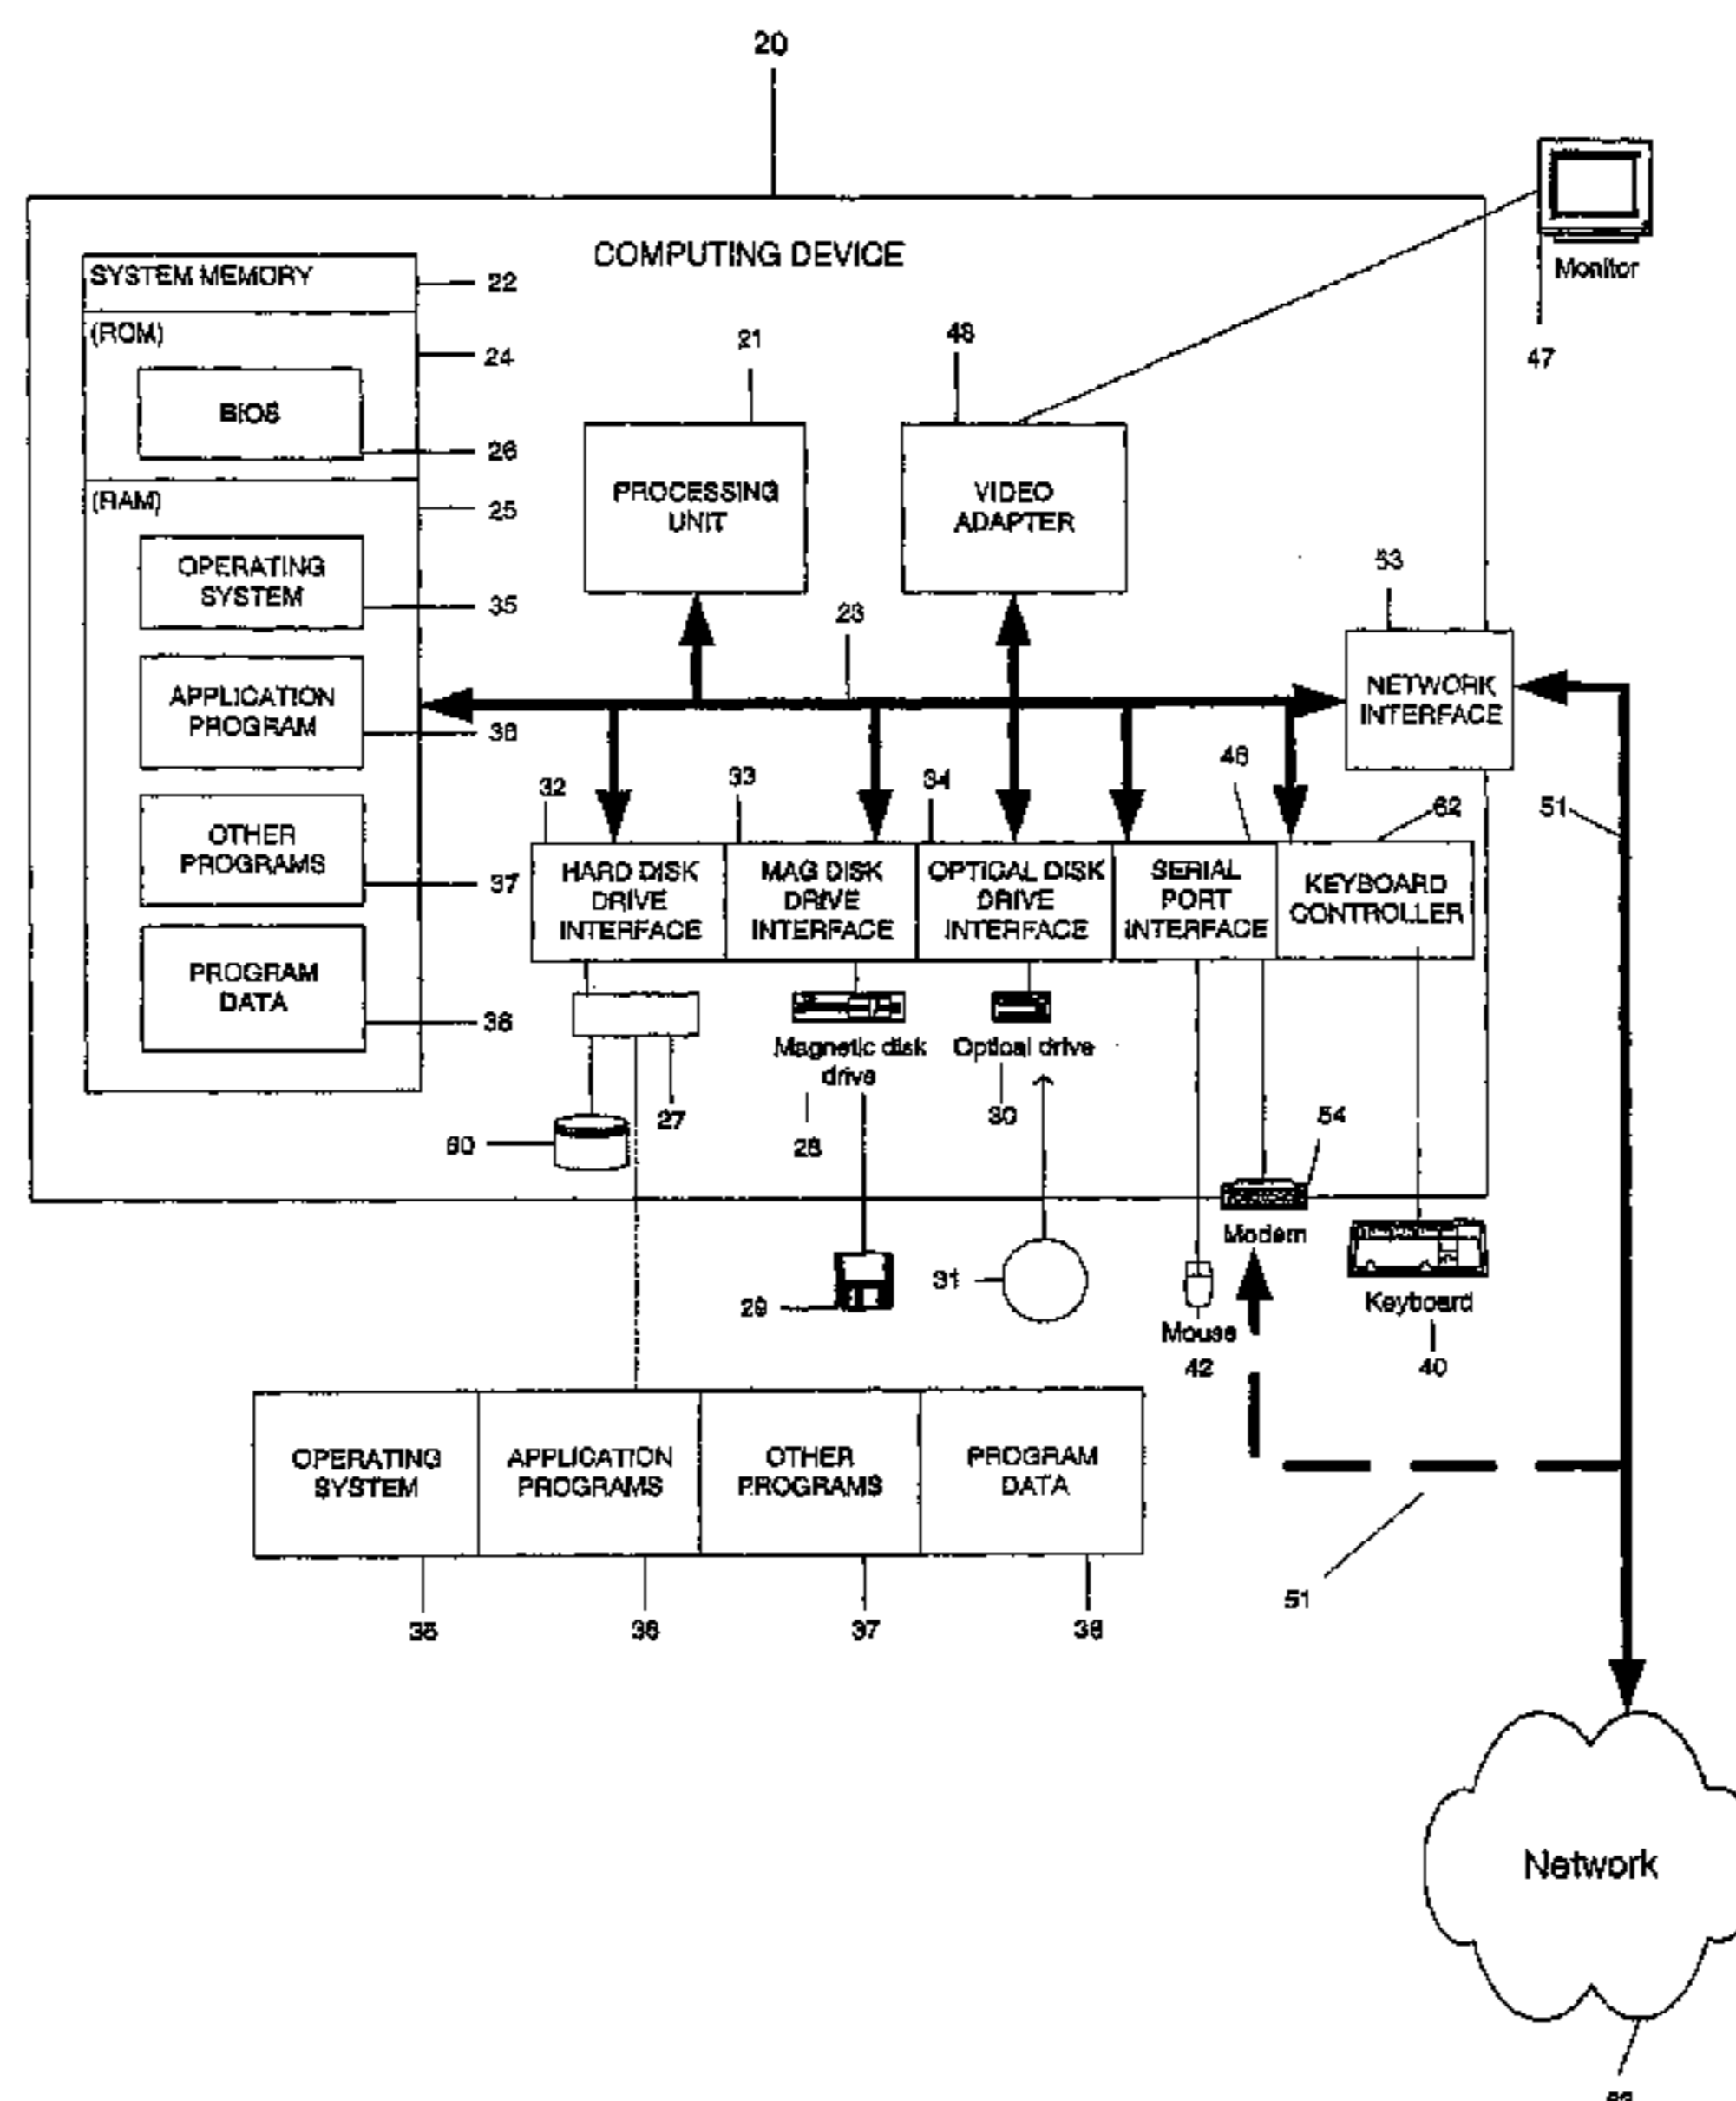 20
COMPUTING DEVICE
Monitor
47
SYSTEM MEMORY
22
(ROM)
24
BIOS
26
(RAM)
25
OPERATING
SYSTEM
35
APPLICATION
PROGRAM
36
OTHER
PROGRAMS
37
PROGRAM
DATA
38
21
PROCESSING
UNIT
48
VIDEO
ADAPTER
23
53
NETWORK
INTERFACE
51
32
HARD DISK
DRIVE
INTERFACE
33
MAG DISK
DRIVE
INTERFACE
34
OPTICAL DISK
DRIVE
INTERFACE
46
SERIAL
PORT
INTERFACE
62
KEYBOARD
CONTROLLER
27
60
Magnetic disk
drive
28
Optical drive
30
54
Modem
29
31
Mouse
42
Keyboard
40
OPERATING
SYSTEM
35
APPLICATION
PROGRAMS
36
OTHER
PROGRAMS
37
PROGRAM
DATA
38
51
Network